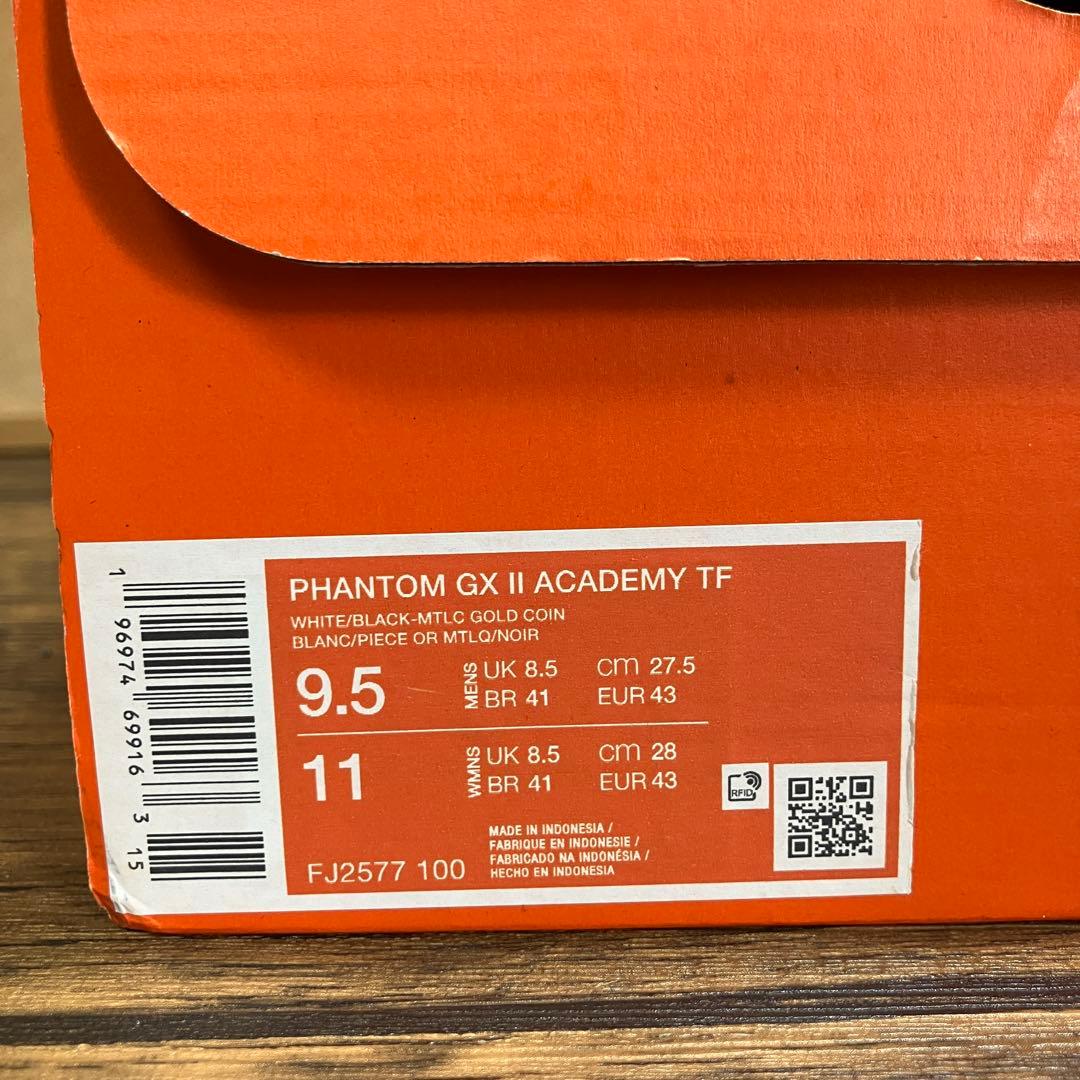 PHANTOM GX II ACADEMY TF
WHITE/BLACK-MTLC GOLD COIN
BLANC/PIECE OR MTLQ/NOIR
9.5 MENS UK 8.5 cm 27.5
BR 41 EUR 43
11 WMNS UK 8.5 cm 28
BR 41 EUR 43
RFID
MADE IN INDONESIA /
FABRIQUE EN INDONESIE /
FABRICADO NA INDONÉSIA /
HECHO EN INDONESIA
FJ2577 100
1 96974 69916 3 15